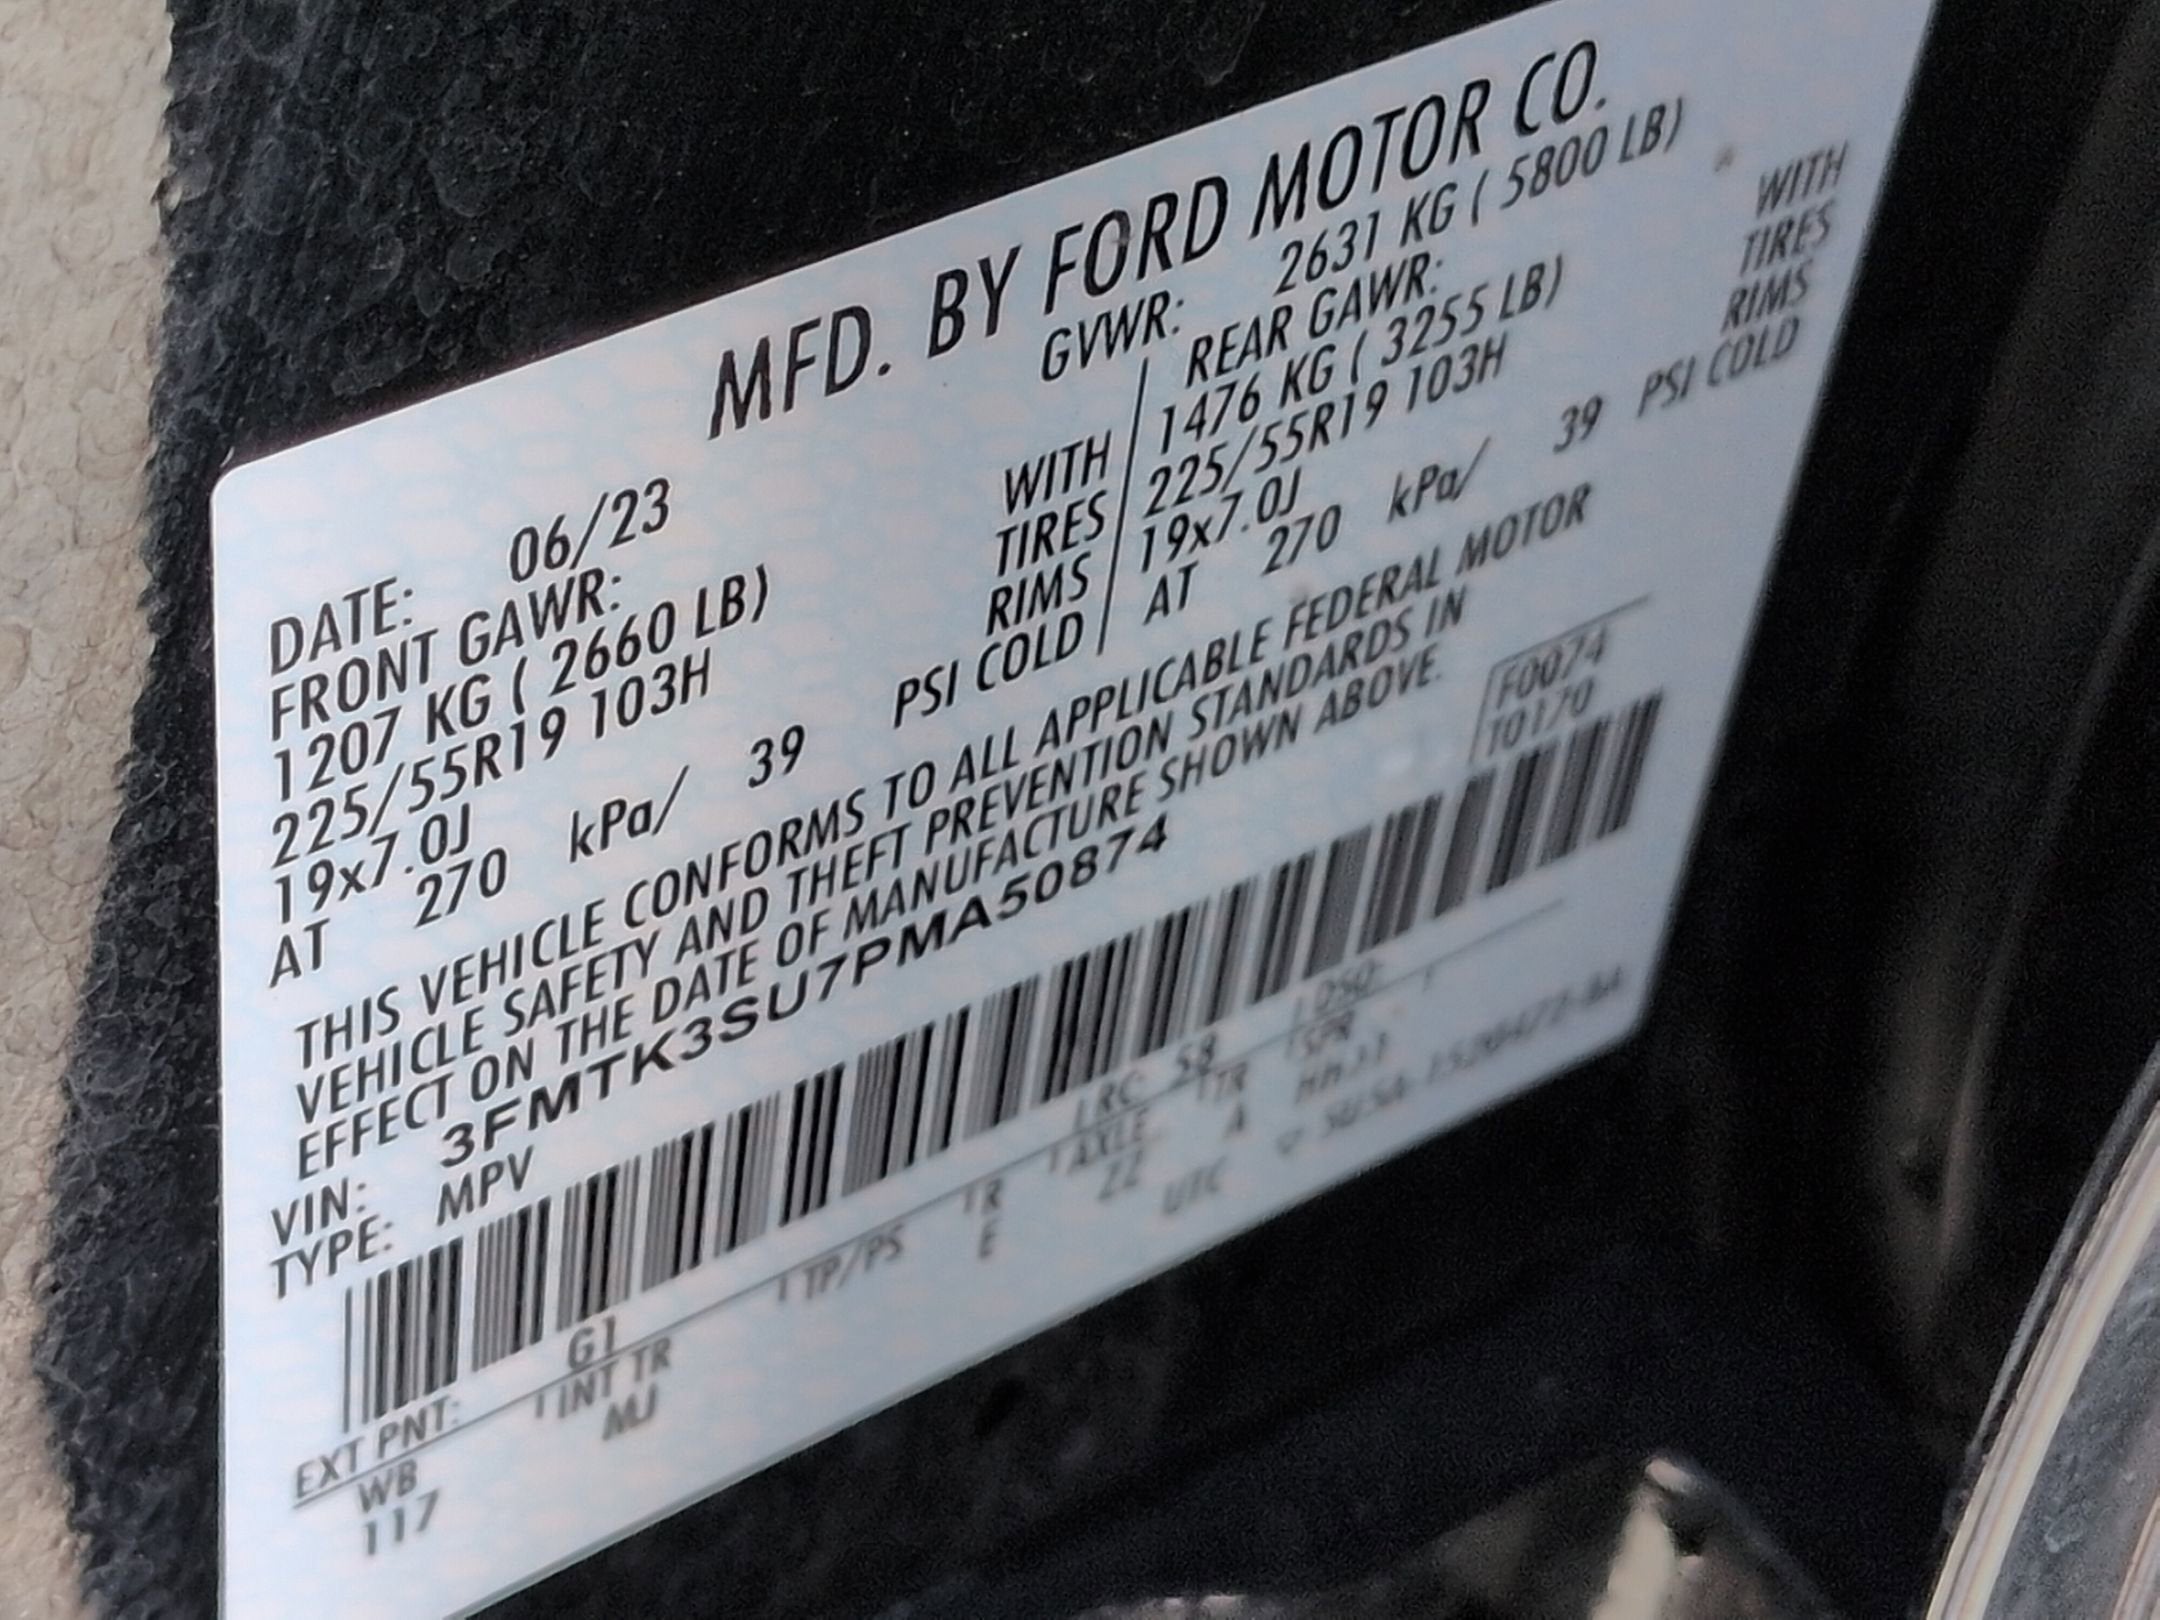 MFD. BY FORD MOTOR CO.
DATE: 06/23 GVWR: 2631 KG ( 5800 LB)
FRONT GAWR: REAR GAWR:
1207 KG ( 2660 LB) WITH 1476 KG ( 3255 LB) WITH
225/55R19 103H TIRES 225/55R19 103H TIRES
19x7.0J RIMS 19x7.0J RIMS
AT 270 kPa/ 39 PSI COLD AT 270 kPa/ 39 PSI COLD
THIS VEHICLE CONFORMS TO ALL APPLICABLE FEDERAL MOTOR
VEHICLE SAFETY AND THEFT PREVENTION STANDARDS IN
EFFECT ON THE DATE OF MANUFACTURE SHOWN ABOVE.
VIN: 3FMTK3SU7PMA50874
TYPE: MPV
F0074
T0170
EXT PNT: G1 RC: 58 DSO:
WB INT TR TP/PS R AXLE TR SPR
117 MJ E ZZ A
UTC